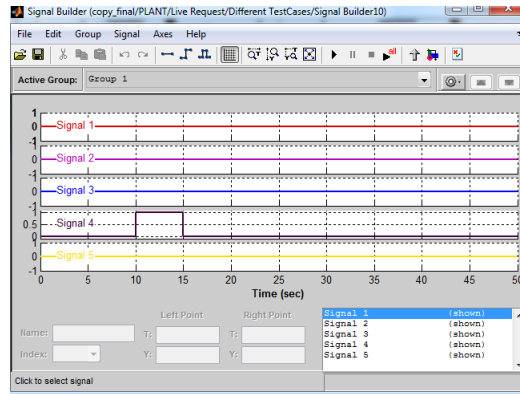 Signal Builder (copy_final/PLANT/Live Request/Different TestCases/Signal Builder10)
File Edit Group Signal Axes Help
all
Active Group: Group 1
1
0
-1
Signal 1
0
-1
Signal 2
0
-1
Signal 3
1
0.5
0
Signal 4
1
0
-1
Signal 5
0 5 10 15 20 25 30 35 40 45 50
Time (sec)
Left Point Right Point
Name: T: T:
Index: Y: Y:
Signal 1 (shown)
Signal 2 (shown)
Signal 3 (shown)
Signal 4 (shown)
Signal 5 (shown)
Click to select signal